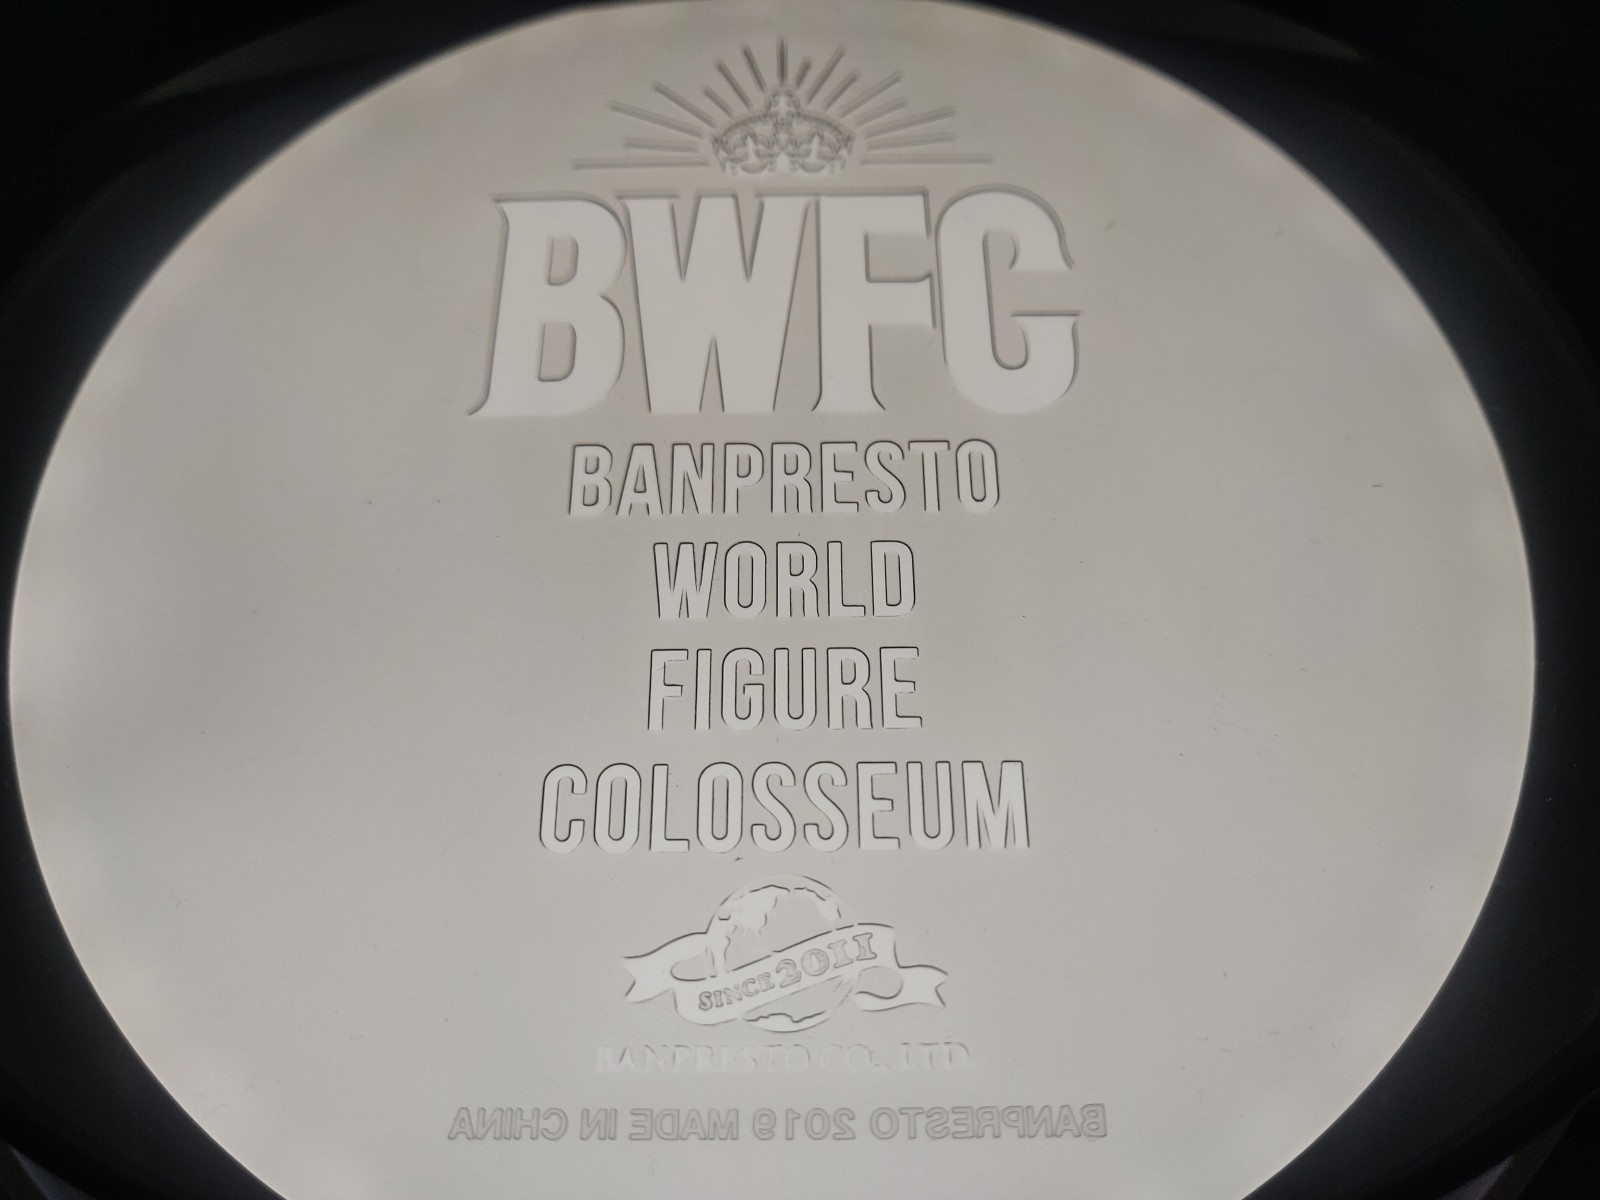 BWFC
BANPRESTO
WORLD
FIGURE
COLOSSEUM
SINCE 2011
BANPRESTO CO., LTD.
BANPRESTO 2019 MADE IN CHINA